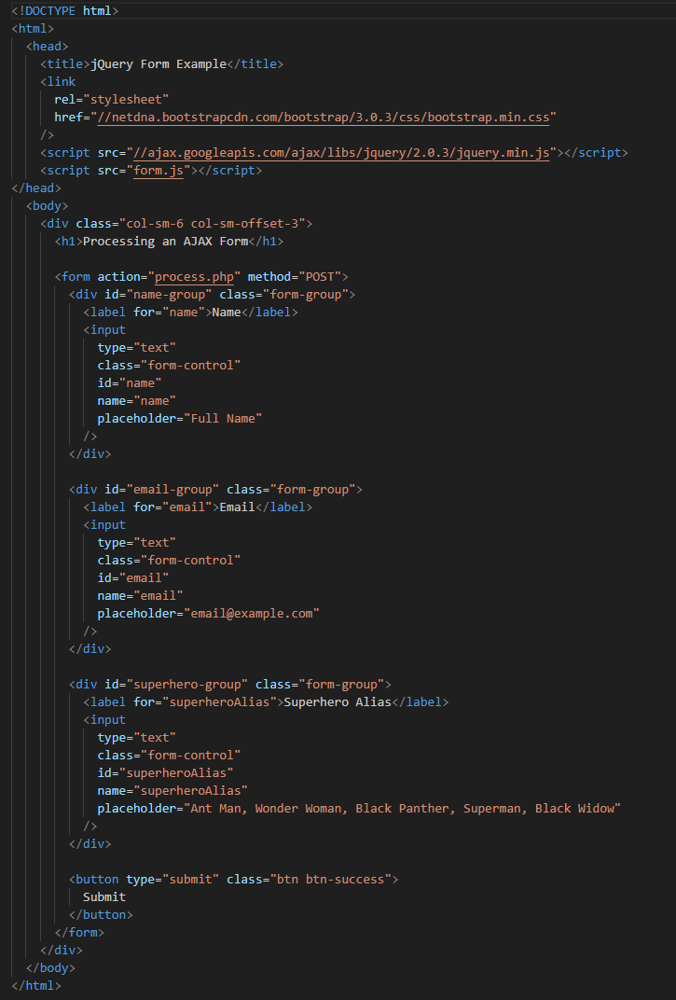 <!DOCTYPE html>
<html>
  <head>
    <title>jQuery Form Example</title>
    <link
      rel="stylesheet"
      href="//netdna.bootstrapcdn.com/bootstrap/3.0.3/css/bootstrap.min.css"
    />
    <script src="//ajax.googleapis.com/ajax/libs/jquery/2.0.3/jquery.min.js"></script>
    <script src="form.js"></script>
</head>
  <body>
    <div class="col-sm-6 col-sm-offset-3">
      <h1>Processing an AJAX Form</h1>

      <form action="process.php" method="POST">
        <div id="name-group" class="form-group">
          <label for="name">Name</label>
          <input
            type="text"
            class="form-control"
            id="name"
            name="name"
            placeholder="Full Name"
          />
        </div>

        <div id="email-group" class="form-group">
          <label for="email">Email</label>
          <input
            type="text"
            class="form-control"
            id="email"
            name="email"
            placeholder="email@example.com"
          />
        </div>

        <div id="superhero-group" class="form-group">
          <label for="superheroAlias">Superhero Alias</label>
          <input
            type="text"
            class="form-control"
            id="superheroAlias"
            name="superheroAlias"
            placeholder="Ant Man, Wonder Woman, Black Panther, Superman, Black Widow"
          />
        </div>

        <button type="submit" class="btn btn-success">
          Submit
        </button>
      </form>
    </div>
  </body>
</html>